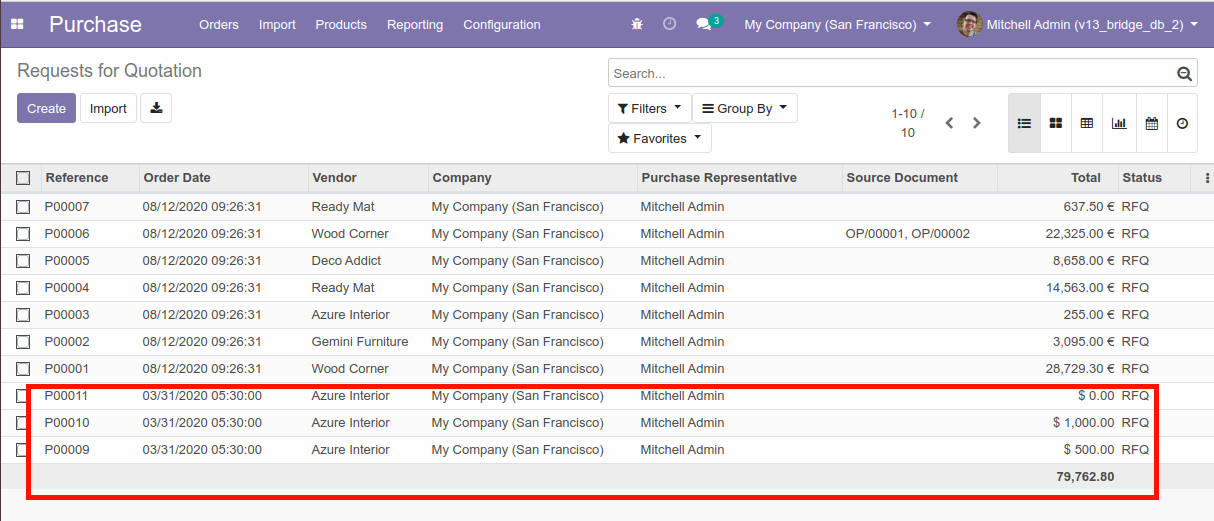 Purchase Orders Import Products Reporting Configuration 3 My Company (San Francisco) Mitchell Admin (v13_bridge_db_2)
Requests for Quotation
Search...
Create Import
Filters Group By
Favorites
1-10 /
10
Reference Order Date Vendor Company Purchase Representative Source Document Total Status
P00007 08/12/2020 09:26:31 Ready Mat My Company (San Francisco) Mitchell Admin 637.50 € RFQ
P00006 08/12/2020 09:26:31 Wood Corner My Company (San Francisco) Mitchell Admin OP/00001, OP/00002 22,325.00 € RFQ
P00005 08/12/2020 09:26:31 Deco Addict My Company (San Francisco) Mitchell Admin 8,658.00 € RFQ
P00004 08/12/2020 09:26:31 Ready Mat My Company (San Francisco) Mitchell Admin 14,563.00 € RFQ
P00003 08/12/2020 09:26:31 Azure Interior My Company (San Francisco) Mitchell Admin 255.00 € RFQ
P00002 08/12/2020 09:26:31 Gemini Furniture My Company (San Francisco) Mitchell Admin 3,095.00 € RFQ
P00001 08/12/2020 09:26:31 Wood Corner My Company (San Francisco) Mitchell Admin 28,729.30 € RFQ
P00011 03/31/2020 05:30:00 Azure Interior My Company (San Francisco) Mitchell Admin $ 0.00 RFQ
P00010 03/31/2020 05:30:00 Azure Interior My Company (San Francisco) Mitchell Admin $ 1,000.00 RFQ
P00009 03/31/2020 05:30:00 Azure Interior My Company (San Francisco) Mitchell Admin $ 500.00 RFQ
79,762.80